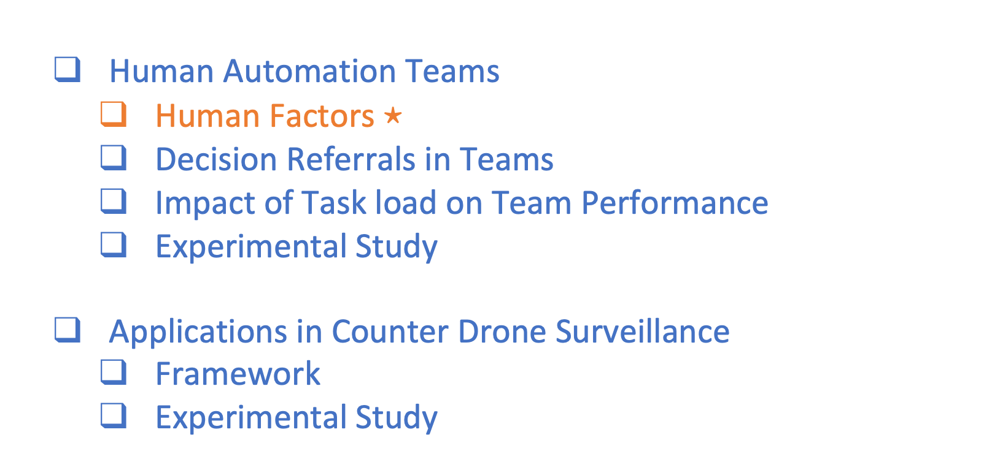 ❑ Human Automation Teams
❑ Human Factors ★
❑ Decision Referrals in Teams
❑ Impact of Task load on Team Performance
❑ Experimental Study
❑ Applications in Counter Drone Surveillance
❑ Framework
❑ Experimental Study